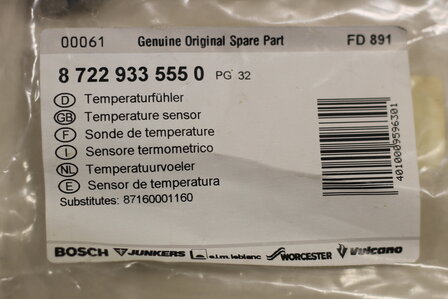 00061 Genuine Original Spare Part FD 891
8 722 933 555 0 PG 32
D Temperaturfühler
GB Temperature sensor
F Sonde de température
I Sensore termometrico
NL Temperatuurvoeler
E Sensor de temperatura
Substitutes: 87160001160
4010009596301
BOSCH JUNKERS e.l.m. leblanc WORCESTER Vulcano